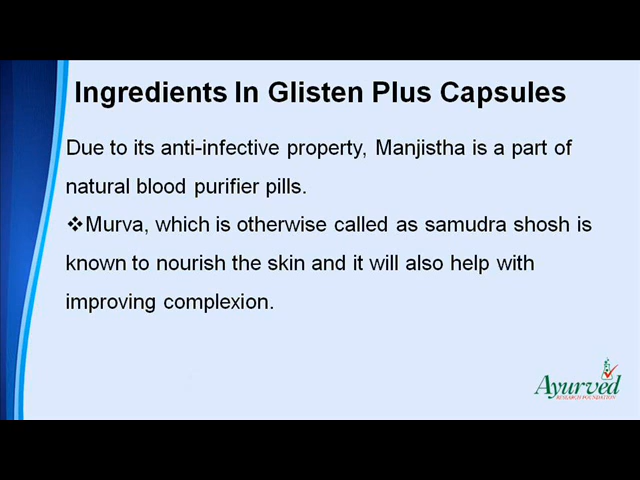 Ingredients In Glisten Plus Capsules
Due to its anti-infective property, Manjistha is a part of
natural blood purifier pills.
❖Murva, which is otherwise called as samudra shosh is
known to nourish the skin and it will also help with
improving complexion.
Ayurved
RESEARCH FOUNDATION